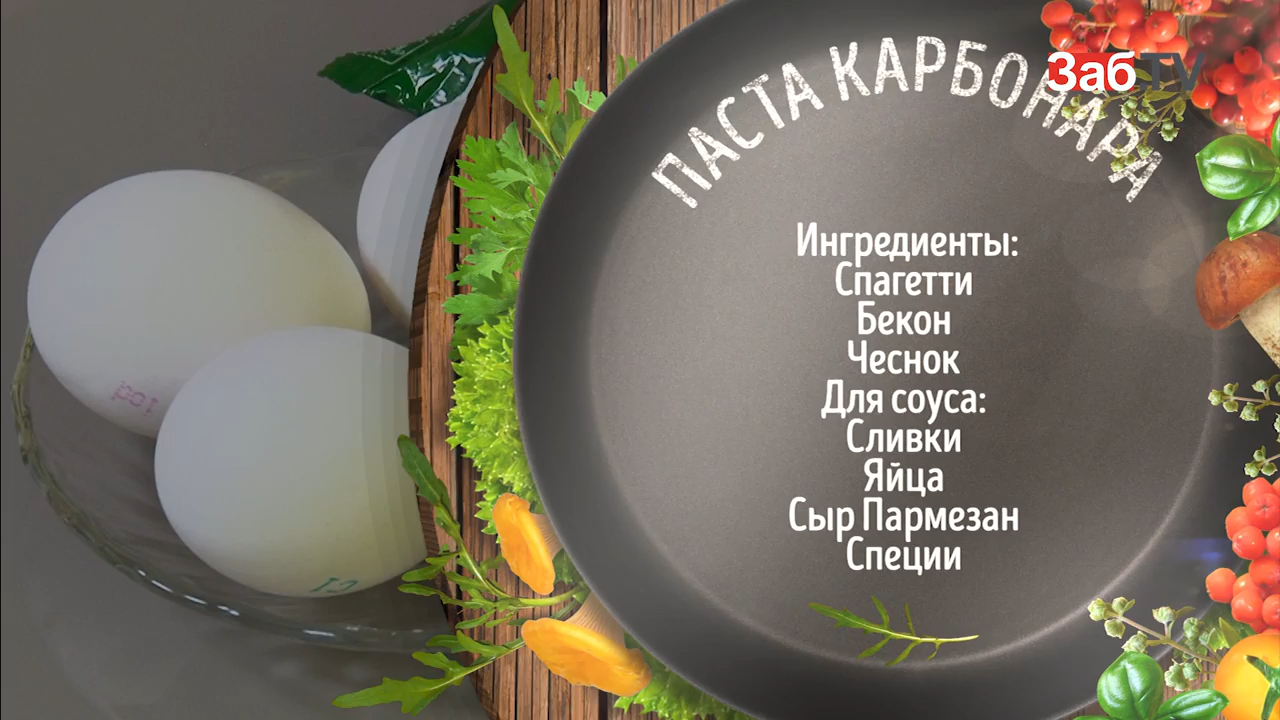 ЗабTV
ПАСТА КАРБОНАРА
Ингредиенты:
Спагетти
Бекон
Чеснок
Для соуса:
Сливки
Яйца
Сыр Пармезан
Специи